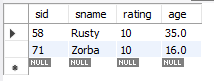 sid sname rating age
58 Rusty 10 35.0
71 Zorba 10 16.0
NULL NULL NULL NULL